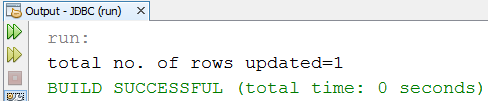 Output - JDBC (run)
run:
total no. of rows updated=1
BUILD SUCCESSFUL (total time: 0 seconds)